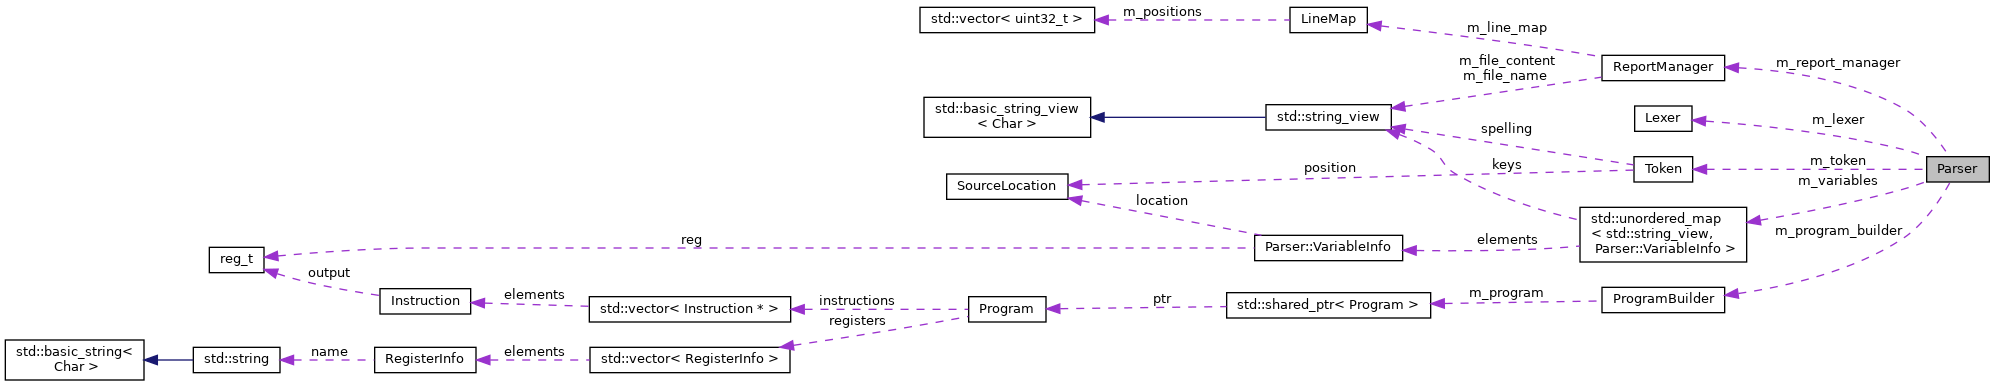 std::vector< uint32_t >
m_positions
LineMap
m_line_map
m_file_content
m_file_name
ReportManager
m_report_manager
std::basic_string_view
< Char >
std::string_view
Lexer
m_lexer
spelling
keys
position
Token
m_token
m_variables
Parser
SourceLocation
location
std::unordered_map
< std::string_view,
Parser::VariableInfo >
m_program_builder
reg_t
reg
Parser::VariableInfo
elements
output
Instruction
elements
std::vector< Instruction * >
instructions
registers
Program
ptr
std::shared_ptr< Program >
m_program
ProgramBuilder
std::basic_string<
Char >
std::string
name
RegisterInfo
elements
std::vector< RegisterInfo >